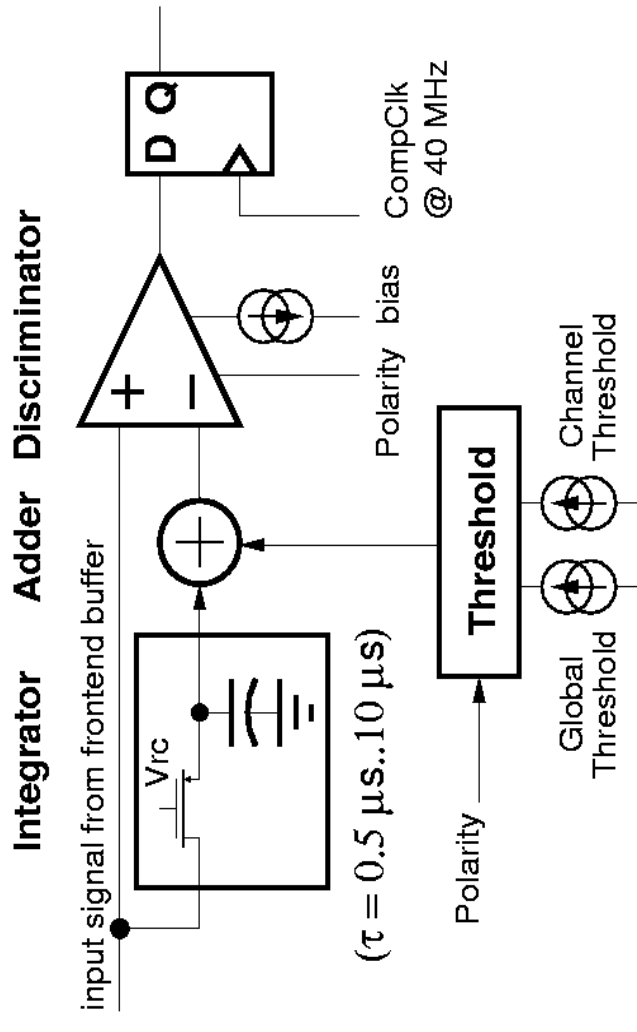 Integrator Adder Discriminator
input signal from frontend buffer
Vrc
+
−
D Q
(τ = 0.5 µs..10 µs)
Polarity bias
CompClk
@ 40 MHz
Threshold
Polarity
Global
Threshold
Channel
Threshold